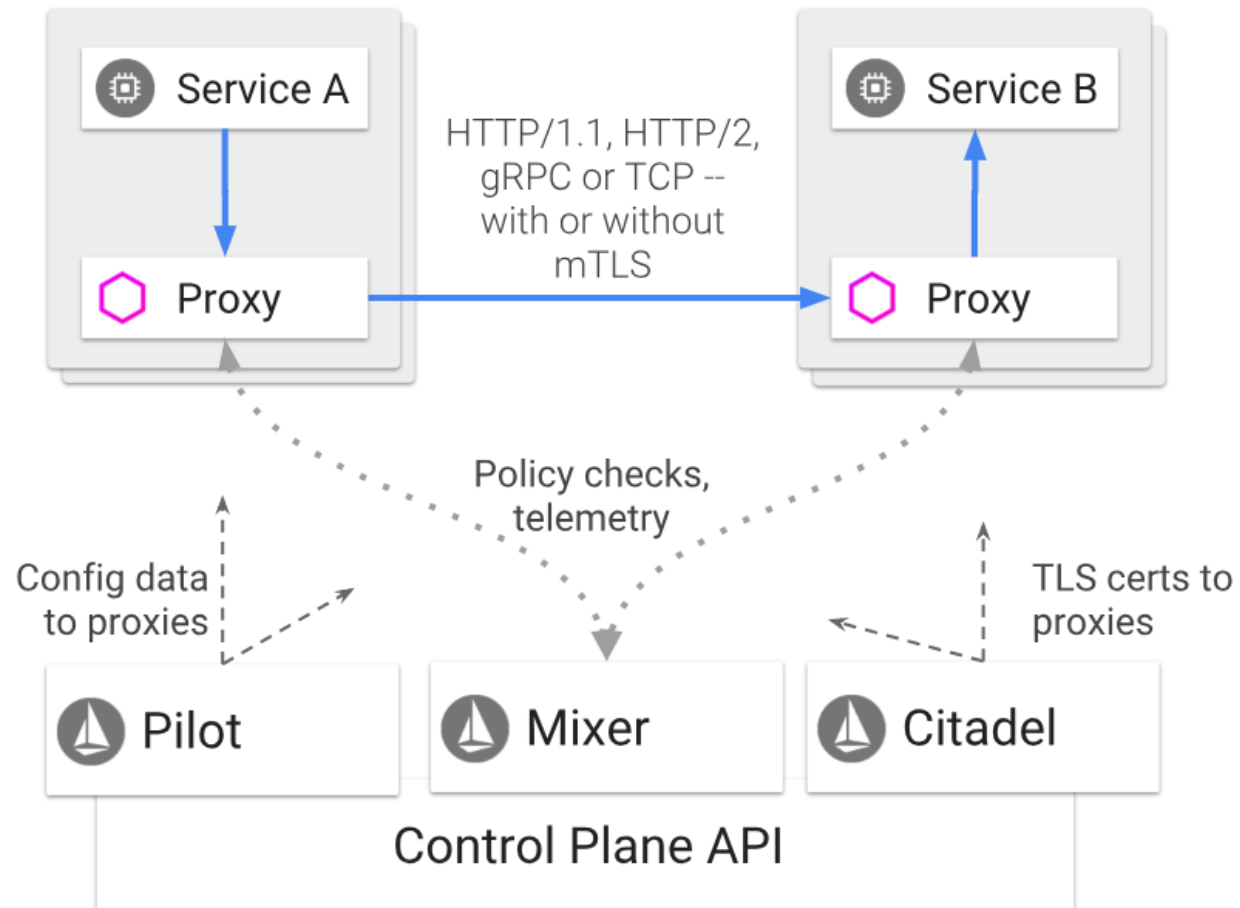 Service A
Service B
HTTP/1.1, HTTP/2,
gRPC or TCP --
with or without
mTLS
Proxy
Proxy
Policy checks,
telemetry
Config data
to proxies
TLS certs to
proxies
Pilot
Mixer
Citadel
Control Plane API